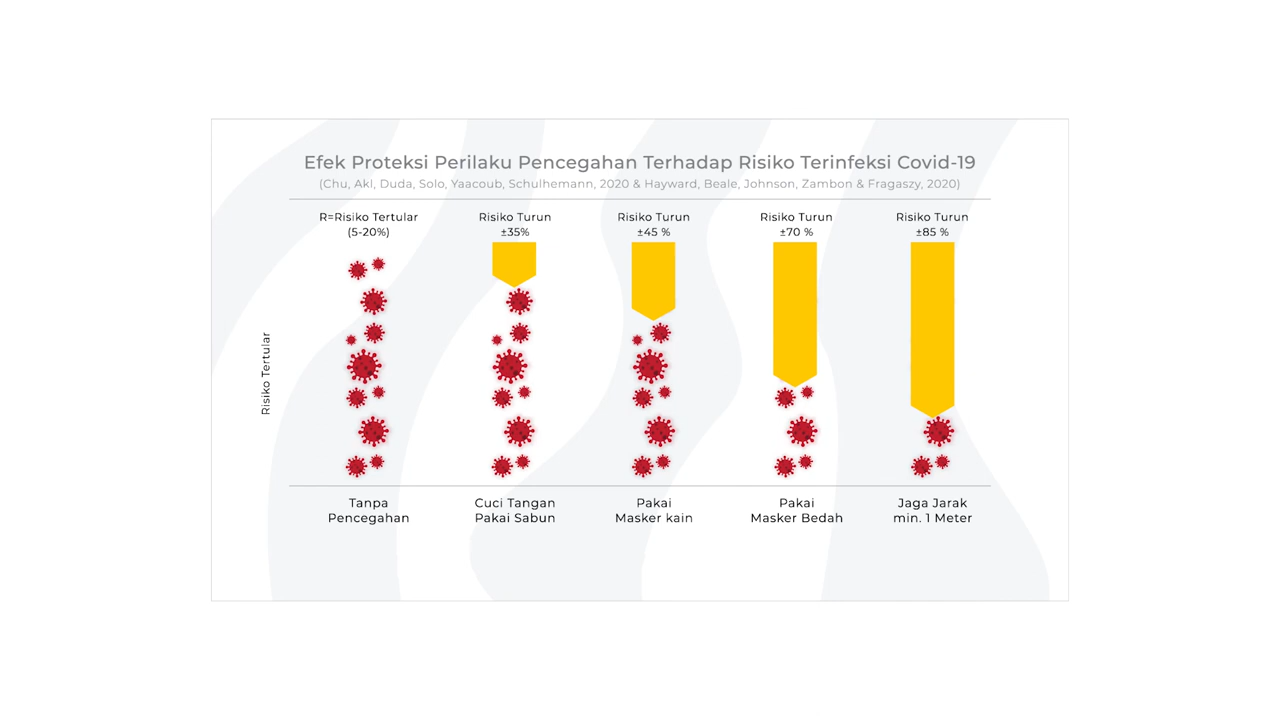 Efek Proteksi Perilaku Pencegahan Terhadap Risiko Terinfeksi Covid-19
(Chu, Akl, Duda, Solo, Yaacoub, Schulhemann, 2020 & Hayward, Beale, Johnson, Zambon & Fragaszy, 2020)
R=Risiko Tertular
(5-20%)
Risiko Turun
±35%
Risiko Turun
±45 %
Risiko Turun
±70 %
Risiko Turun
±85 %
Risiko Tertular
Tanpa
Pencegahan
Cuci Tangan
Pakai Sabun
Pakai
Masker kain
Pakai
Masker Bedah
Jaga Jarak
min. 1 Meter